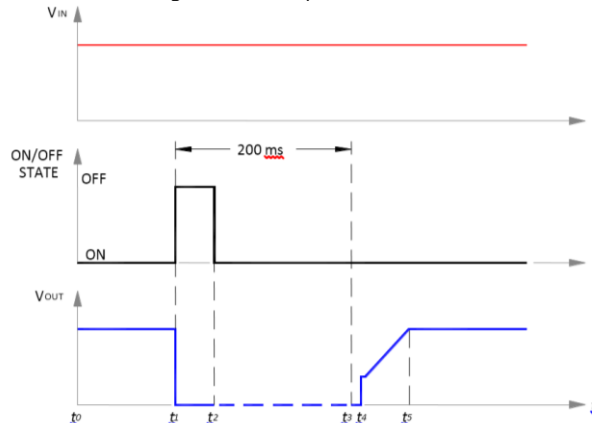 VIN
200 ms
ON/OFF
STATE
OFF
ON
VOUT
t0 t1 t2 t3 t4 t5